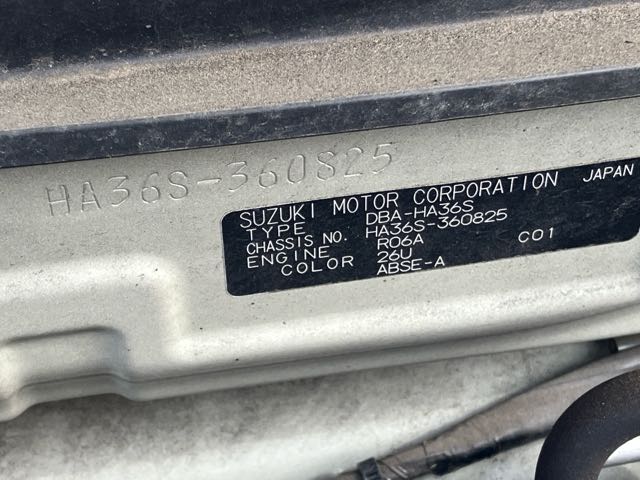 HA36S-360825
SUZUKI MOTOR CORPORATION JAPAN
TYPE DBA-HA36S
CHASSIS NO. HA36S-360825
ENGINE R06A
COLOR 26U C01
ABSE-A